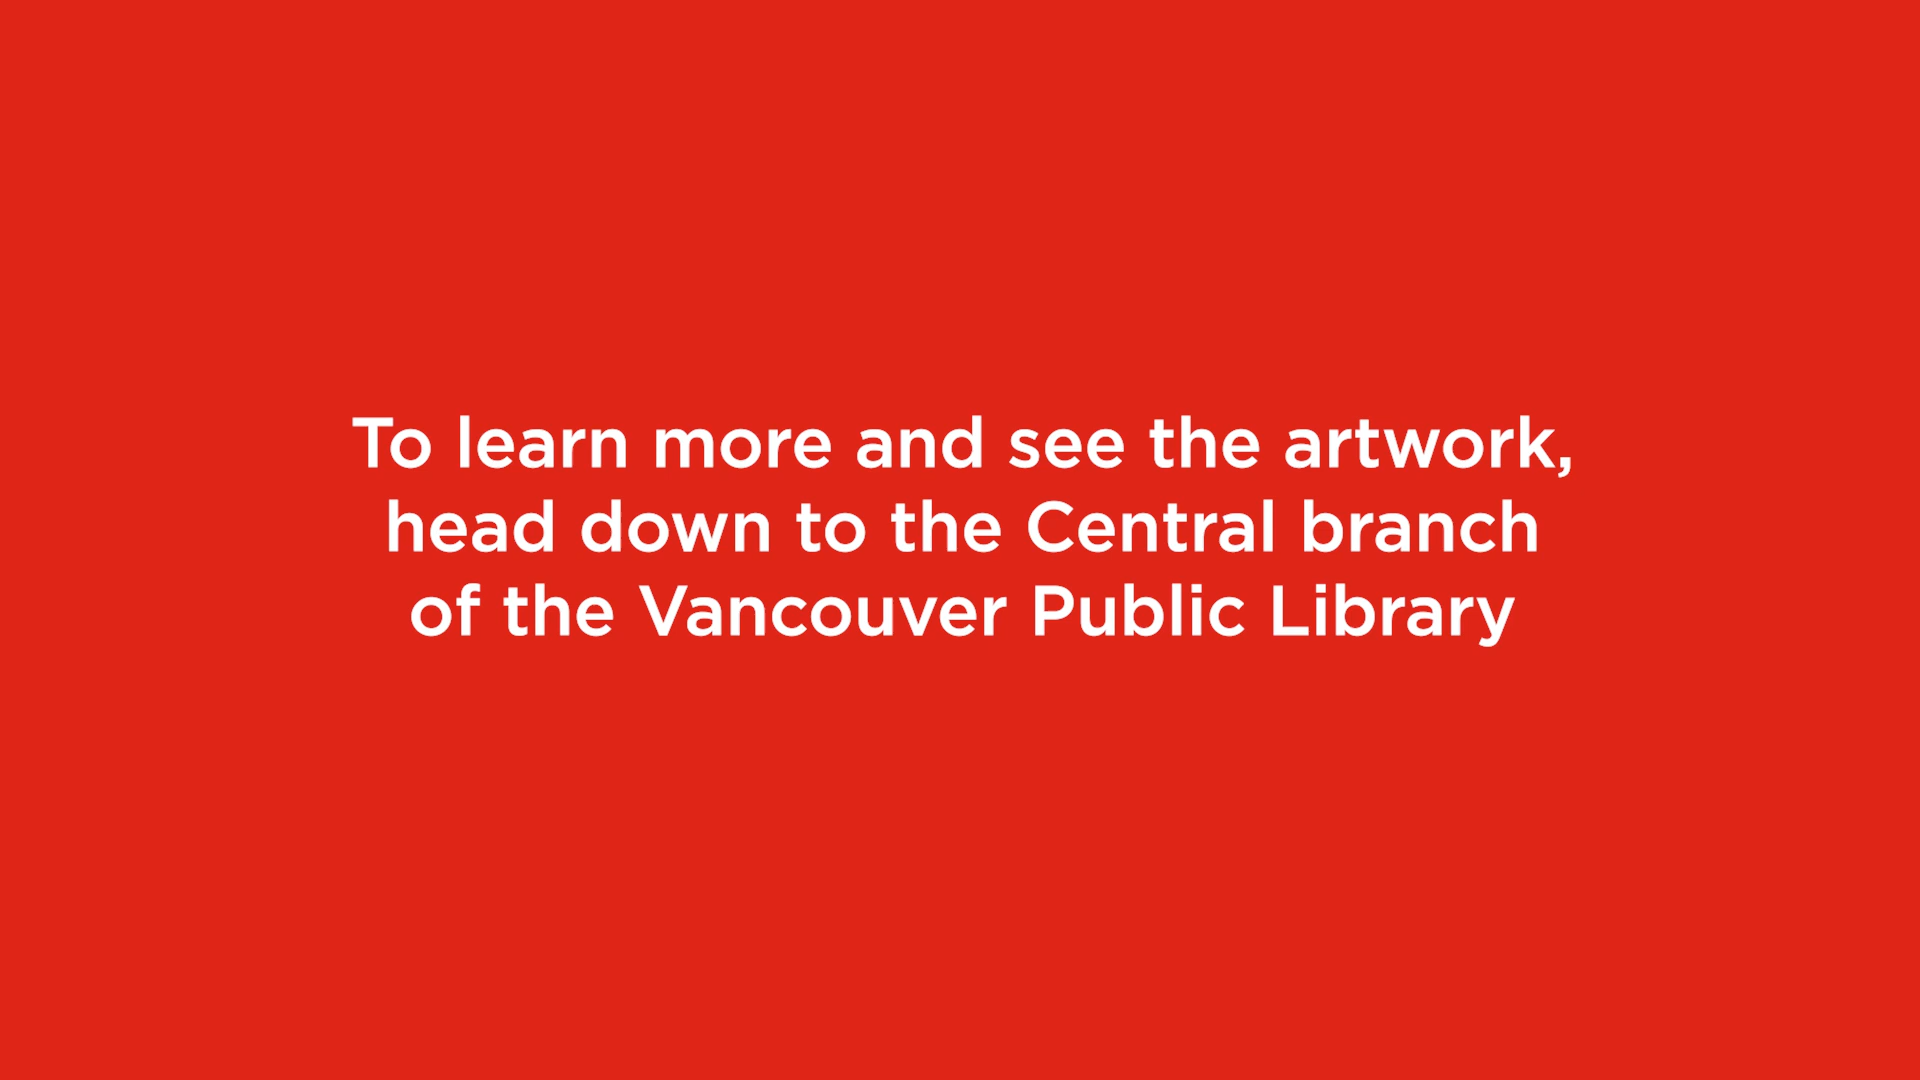 To learn more and see the artwork,
head down to the Central branch
of the Vancouver Public Library